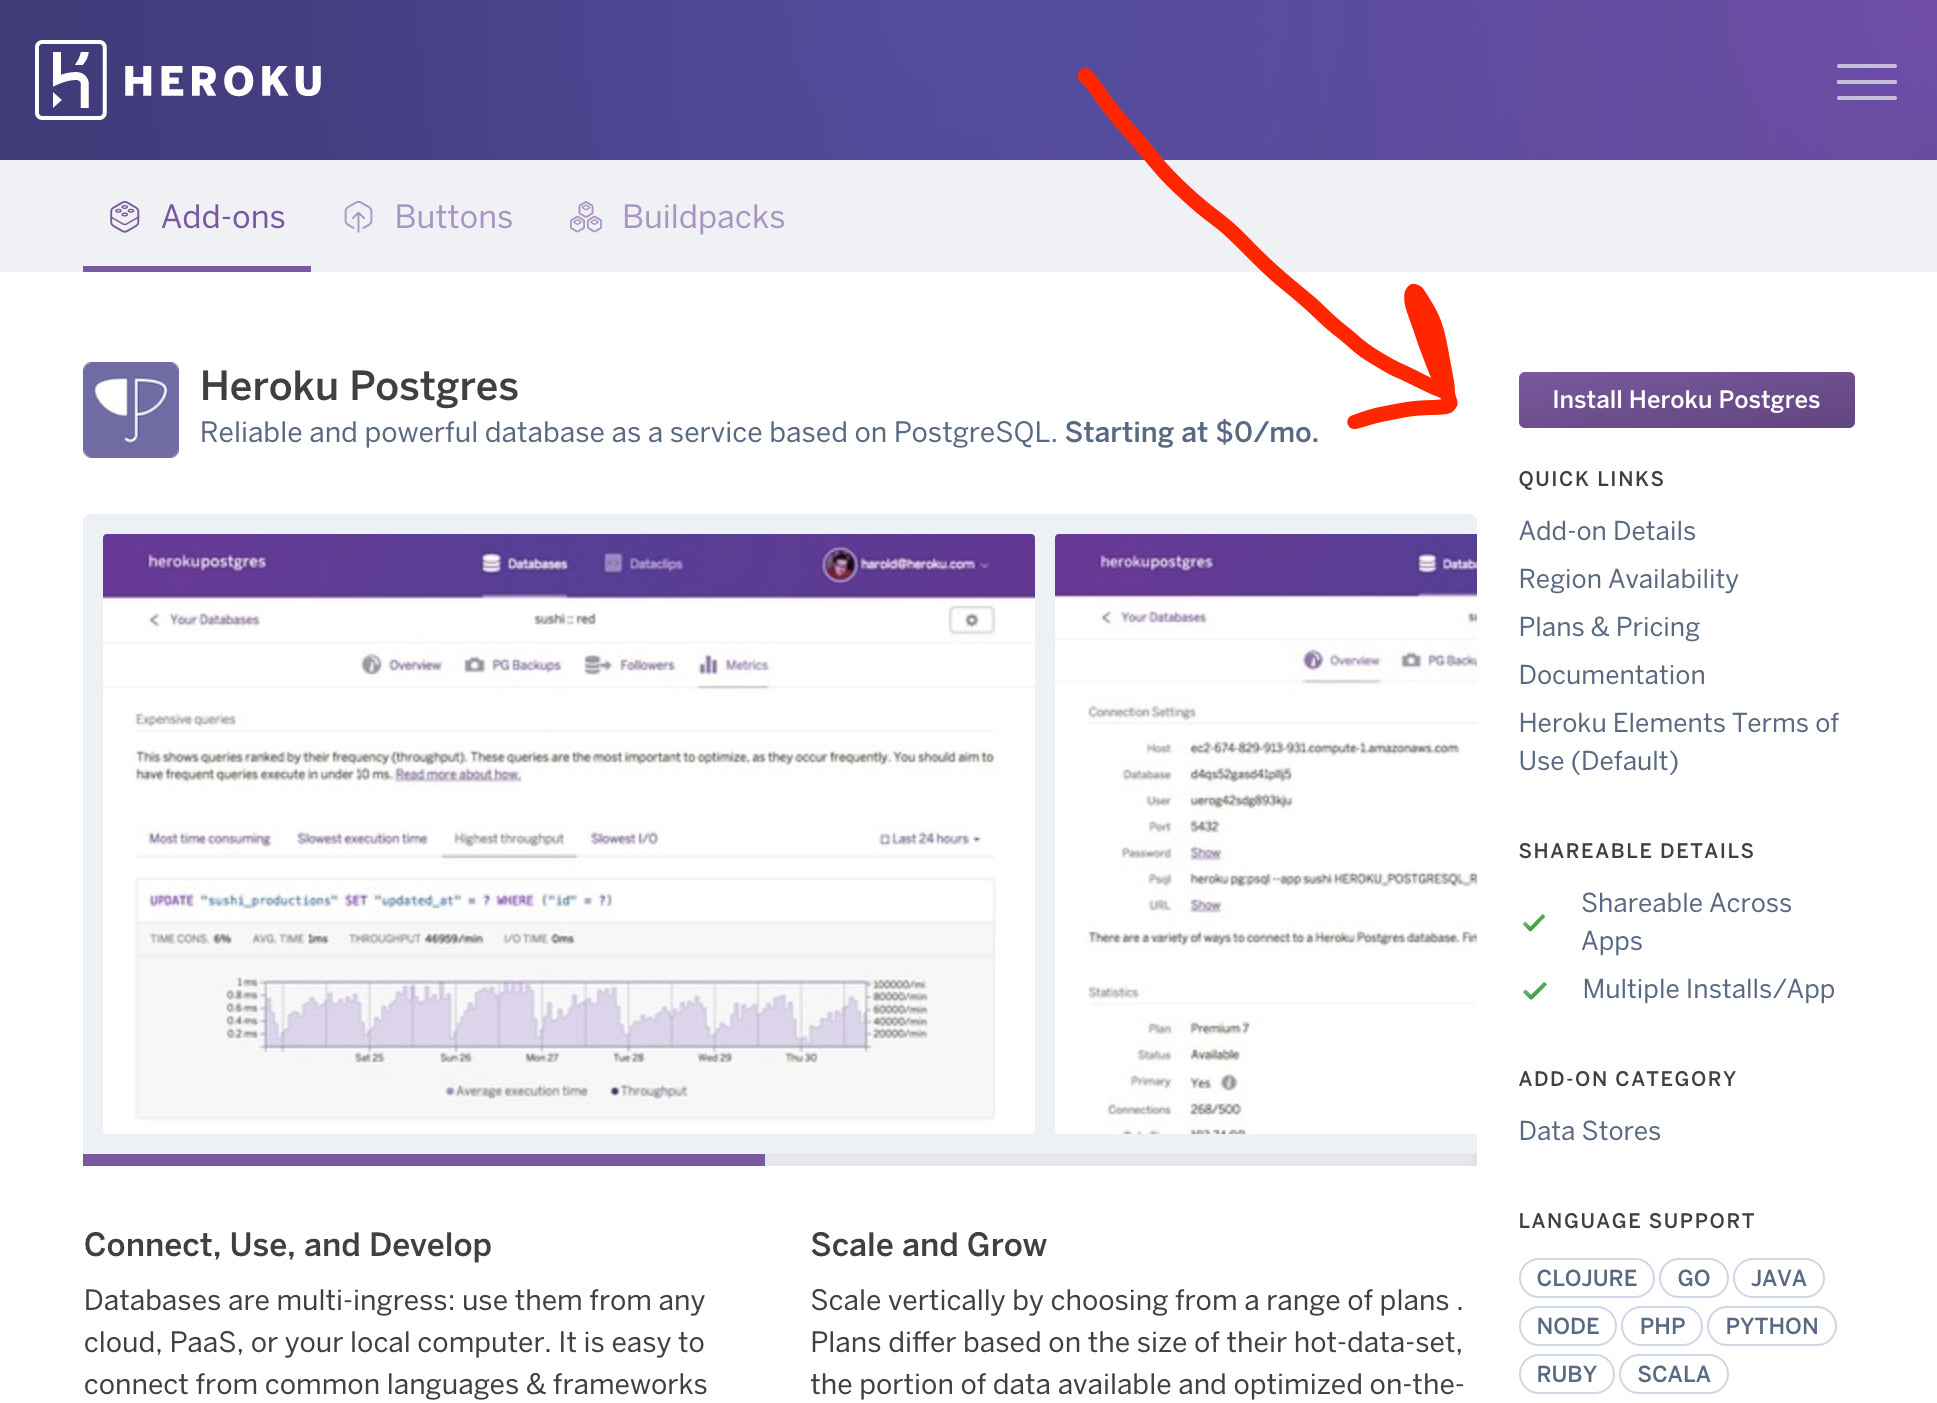 HEROKU
Add-ons
Buttons
Buildpacks
Heroku Postgres
Reliable and powerful database as a service based on PostgreSQL. Starting at $0/mo.
Install Heroku Postgres
herokupostgres
Databases
Dataclips
harold@heroku.com
Your Databases
sushi :: red
Overview
PG Backups
Followers
Metrics
Expensive queries
This shows queries ranked by their frequency (throughput). These queries are the most important to optimize, as they occur frequently. You should aim to
have frequent queries execute in under 10 ms. Read more about how.
Most time consuming
Slowest execution time
Highest throughput
Slowest I/O
Last 24 hours
UPDATE "sushi_productions" SET "updated_at" = ? WHERE ("id" = ?)
TIME CONS. 6% AVG. TIME 1ms THROUGHPUT 46959/min I/O TIME 0ms
1 ms
0.8 ms
0.6 ms
0.4 ms
0.2 ms
100000/mi
80000/min
60000/min
40000/min
20000/min
Sat 25
Sun 26
Mon 27
Tue 28
Wed 29
Thu 30
Average execution time
Throughput
herokupostgres
Datab
Your Databases
Overview
PG Backu
Connection Settings
Host ec2-674-829-913-931.compute-1.amazonaws.com
Database
User uerog42sdg893kju
Port 5432
Password Show
Psql heroku pg:psql --app sushi HEROKU_POSTGRESQL_R
URL Show
There are a variety of ways to connect to a Heroku Postgres database. Fin
Statistics
Plan Premium 7
Status Available
Primary Yes
Connections 268/500
QUICK LINKS
Add-on Details
Region Availability
Plans & Pricing
Documentation
Heroku Elements Terms of
Use (Default)
SHAREABLE DETAILS
Shareable Across
Apps
Multiple Installs/App
ADD-ON CATEGORY
Data Stores
LANGUAGE SUPPORT
CLOJURE GO JAVA
NODE PHP PYTHON
RUBY SCALA
Connect, Use, and Develop
Databases are multi-ingress: use them from any
cloud, PaaS, or your local computer. It is easy to
connect from common languages & frameworks
Scale and Grow
Scale vertically by choosing from a range of plans .
Plans differ based on the size of their hot-data-set,
the portion of data available and optimized on-the-